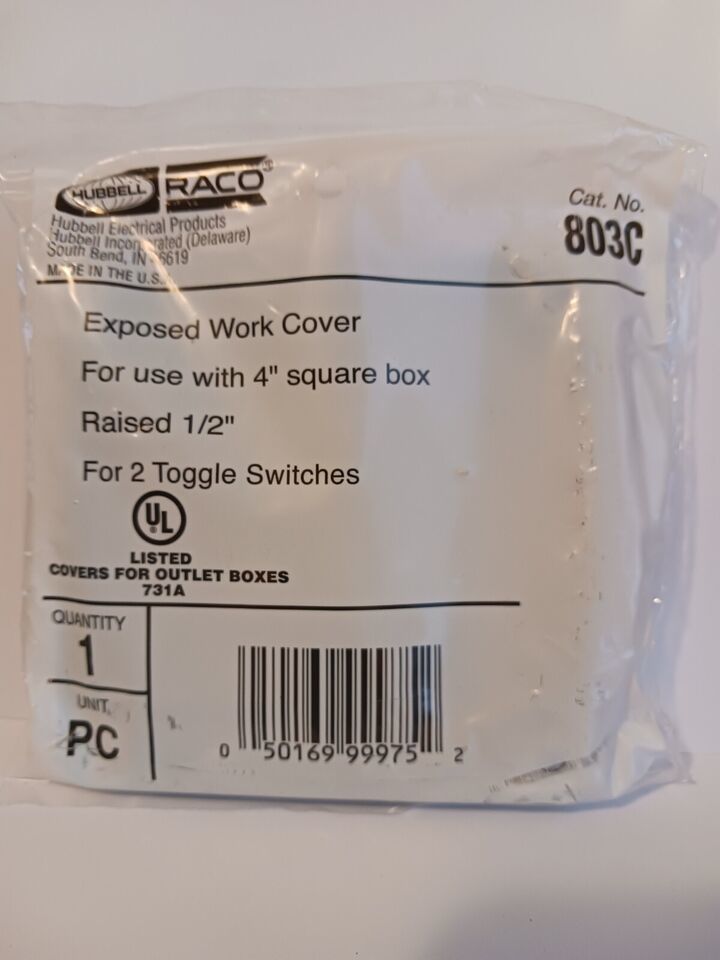 HUBBELL RACO
Hubbell Electrical Products
Hubbell (Delaware)
South Bend, IN
IN THE
Cat. No.
803C
Exposed Work Cover
For use with 4" square box
Raised 1/2"
For 2 Toggle Switches
UL
LISTED
COVERS FOR OUTLET BOXES
731A
QUANTITY
1
UNIT
PC
0 50169 99975 2